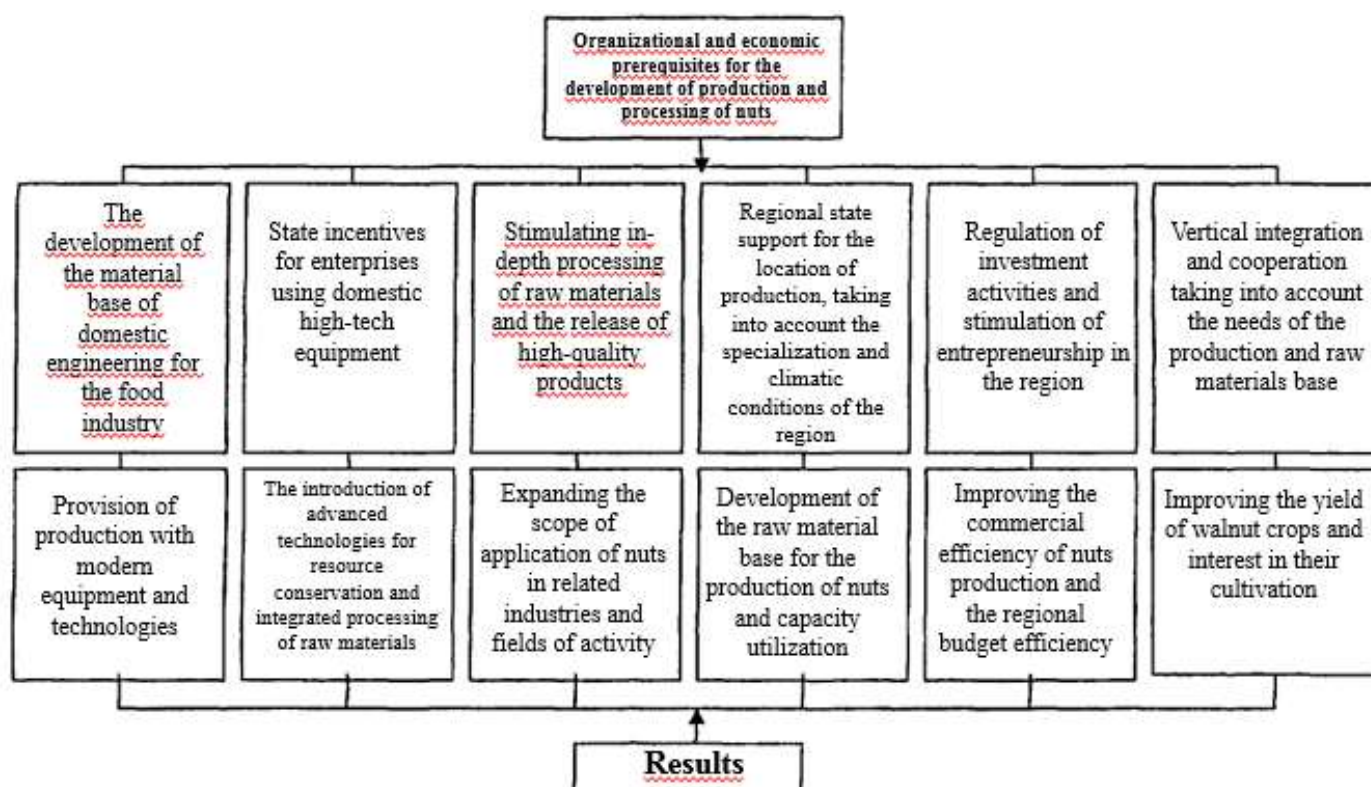 Organizational and economic
prerequisites for the
development of production and
processing of nuts
The
development of
the material
base of
domestic
engineering for
the food
industry
State incentives
for enterprises
using domestic
high-tech
equipment
Stimulating in-
depth processing
of raw materials
and the release of
high-quality
products
Regional state
support for the
location of
production, taking
into account the
specialization and
climatic
conditions of the
region
Regulation of
investment
activities and
stimulation of
entrepreneurship in
the region
Vertical integration
and cooperation
taking into account
the needs of the
production and raw
materials base
Provision of
production with
modern
equipment and
technologies
The introduction of
advanced
technologies for
resource
conservation and
integrated processing
of raw materials
Expanding the
scope of
application of nuts
in related
industries and
fields of activity
Development of
the raw material
base for the
production of nuts
and capacity
utilization
Improving the
commercial
efficiency of nuts
production and
the regional
budget efficiency
Improving the yield
of walnut crops and
interest in their
cultivation
Results